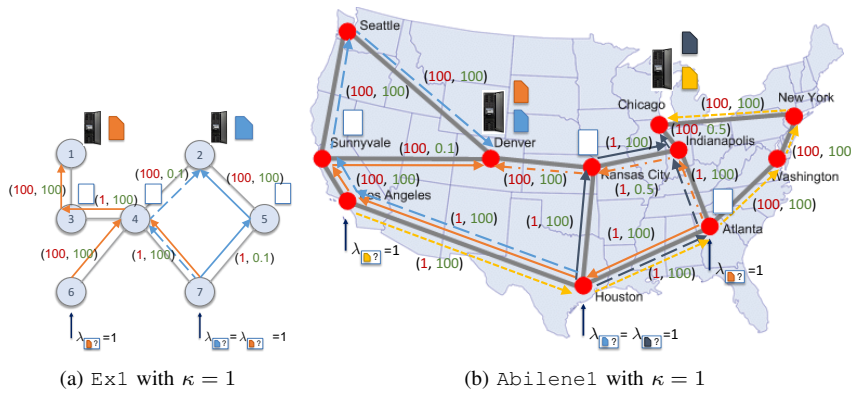 Seattle
(100, 100)
(100, 100)
Chicago
(100, 100)
New York
1
2
(100, 0.1)
Sunnyvale
Denver
(1, 100)
(100, 0.5)
Indianapolis
(100, 0.1)
(100, 100)
(1, 100)
(100, 100)
(100, 100)
(100, 100)
Kansas City
(1, 0.5)
(1, 100)
(100, 100)
Washington
3
4
5
Los Angeles
(100, 100)
(100, 100)
(1, 100)
(1, 0.1)
(1, 100)
(1, 100)
(1, 100)
Atlanta
6
7
λ ? =1
(1, 100)
(1, 100)
λ ? =1
Houston
λ ? =1
λ ? = λ ? =1
λ ? = λ ? =1
(a) Ex1 with κ = 1
(b) Abilene1 with κ = 1